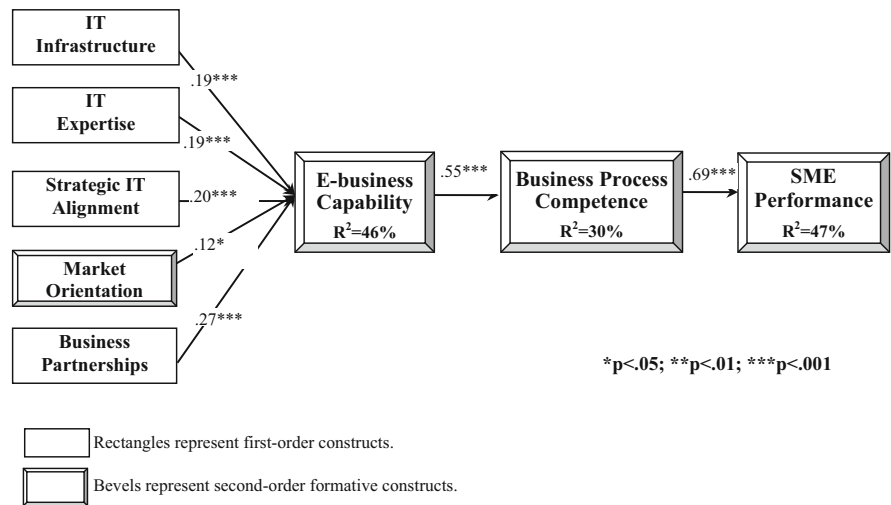 IT
Infrastructure
.19***
IT
Expertise
.19***
Strategic IT
Alignment
.20***
Market
Orientation
.12*
Business
Partnerships
.27***
E-business
Capability
R²=46%
.55***
Business Process
Competence
R²=30%
.69***
SME
Performance
R²=47%
*p<.05; **p<.01; ***p<.001
Rectangles represent first-order constructs.
Bevels represent second-order formative constructs.